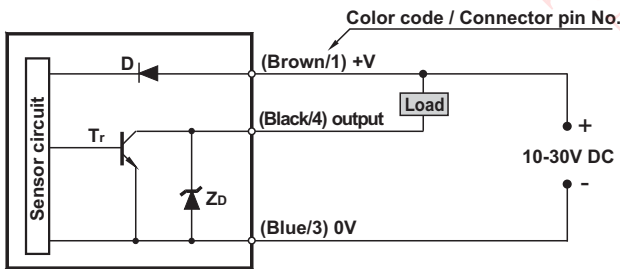 Color code / Connector pin No.
D
(Brown/1) +V
Load
(Black/4) output
Tr
+
10-30V DC
-
ZD
(Blue/3) 0V
Sensor circuit